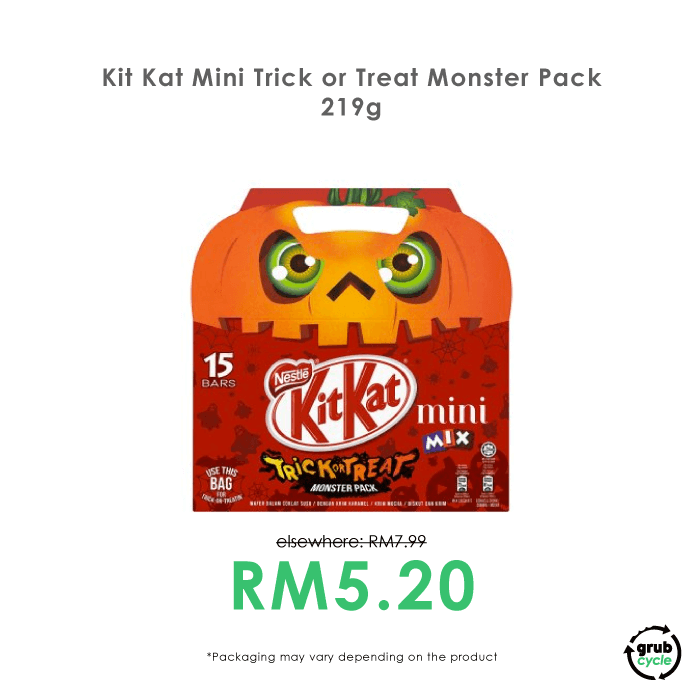 Kit Kat Mini Trick or Treat Monster Pack
219g
15
BARS
Nestlé
KitKat
mini
MIX
TRICK OR TREAT
MONSTER PACK
USE THIS
BAG
FOR
TRICK-OR-TREATIN'
WAFER DALAM COKLAT SUSU / DENGAN KRIM KARAMEL / KRIM MOCHA / BISKUT DAN KRIM
elsewhere: RM7.99
RM5.20
*Packaging may vary depending on the product
grub
cycle